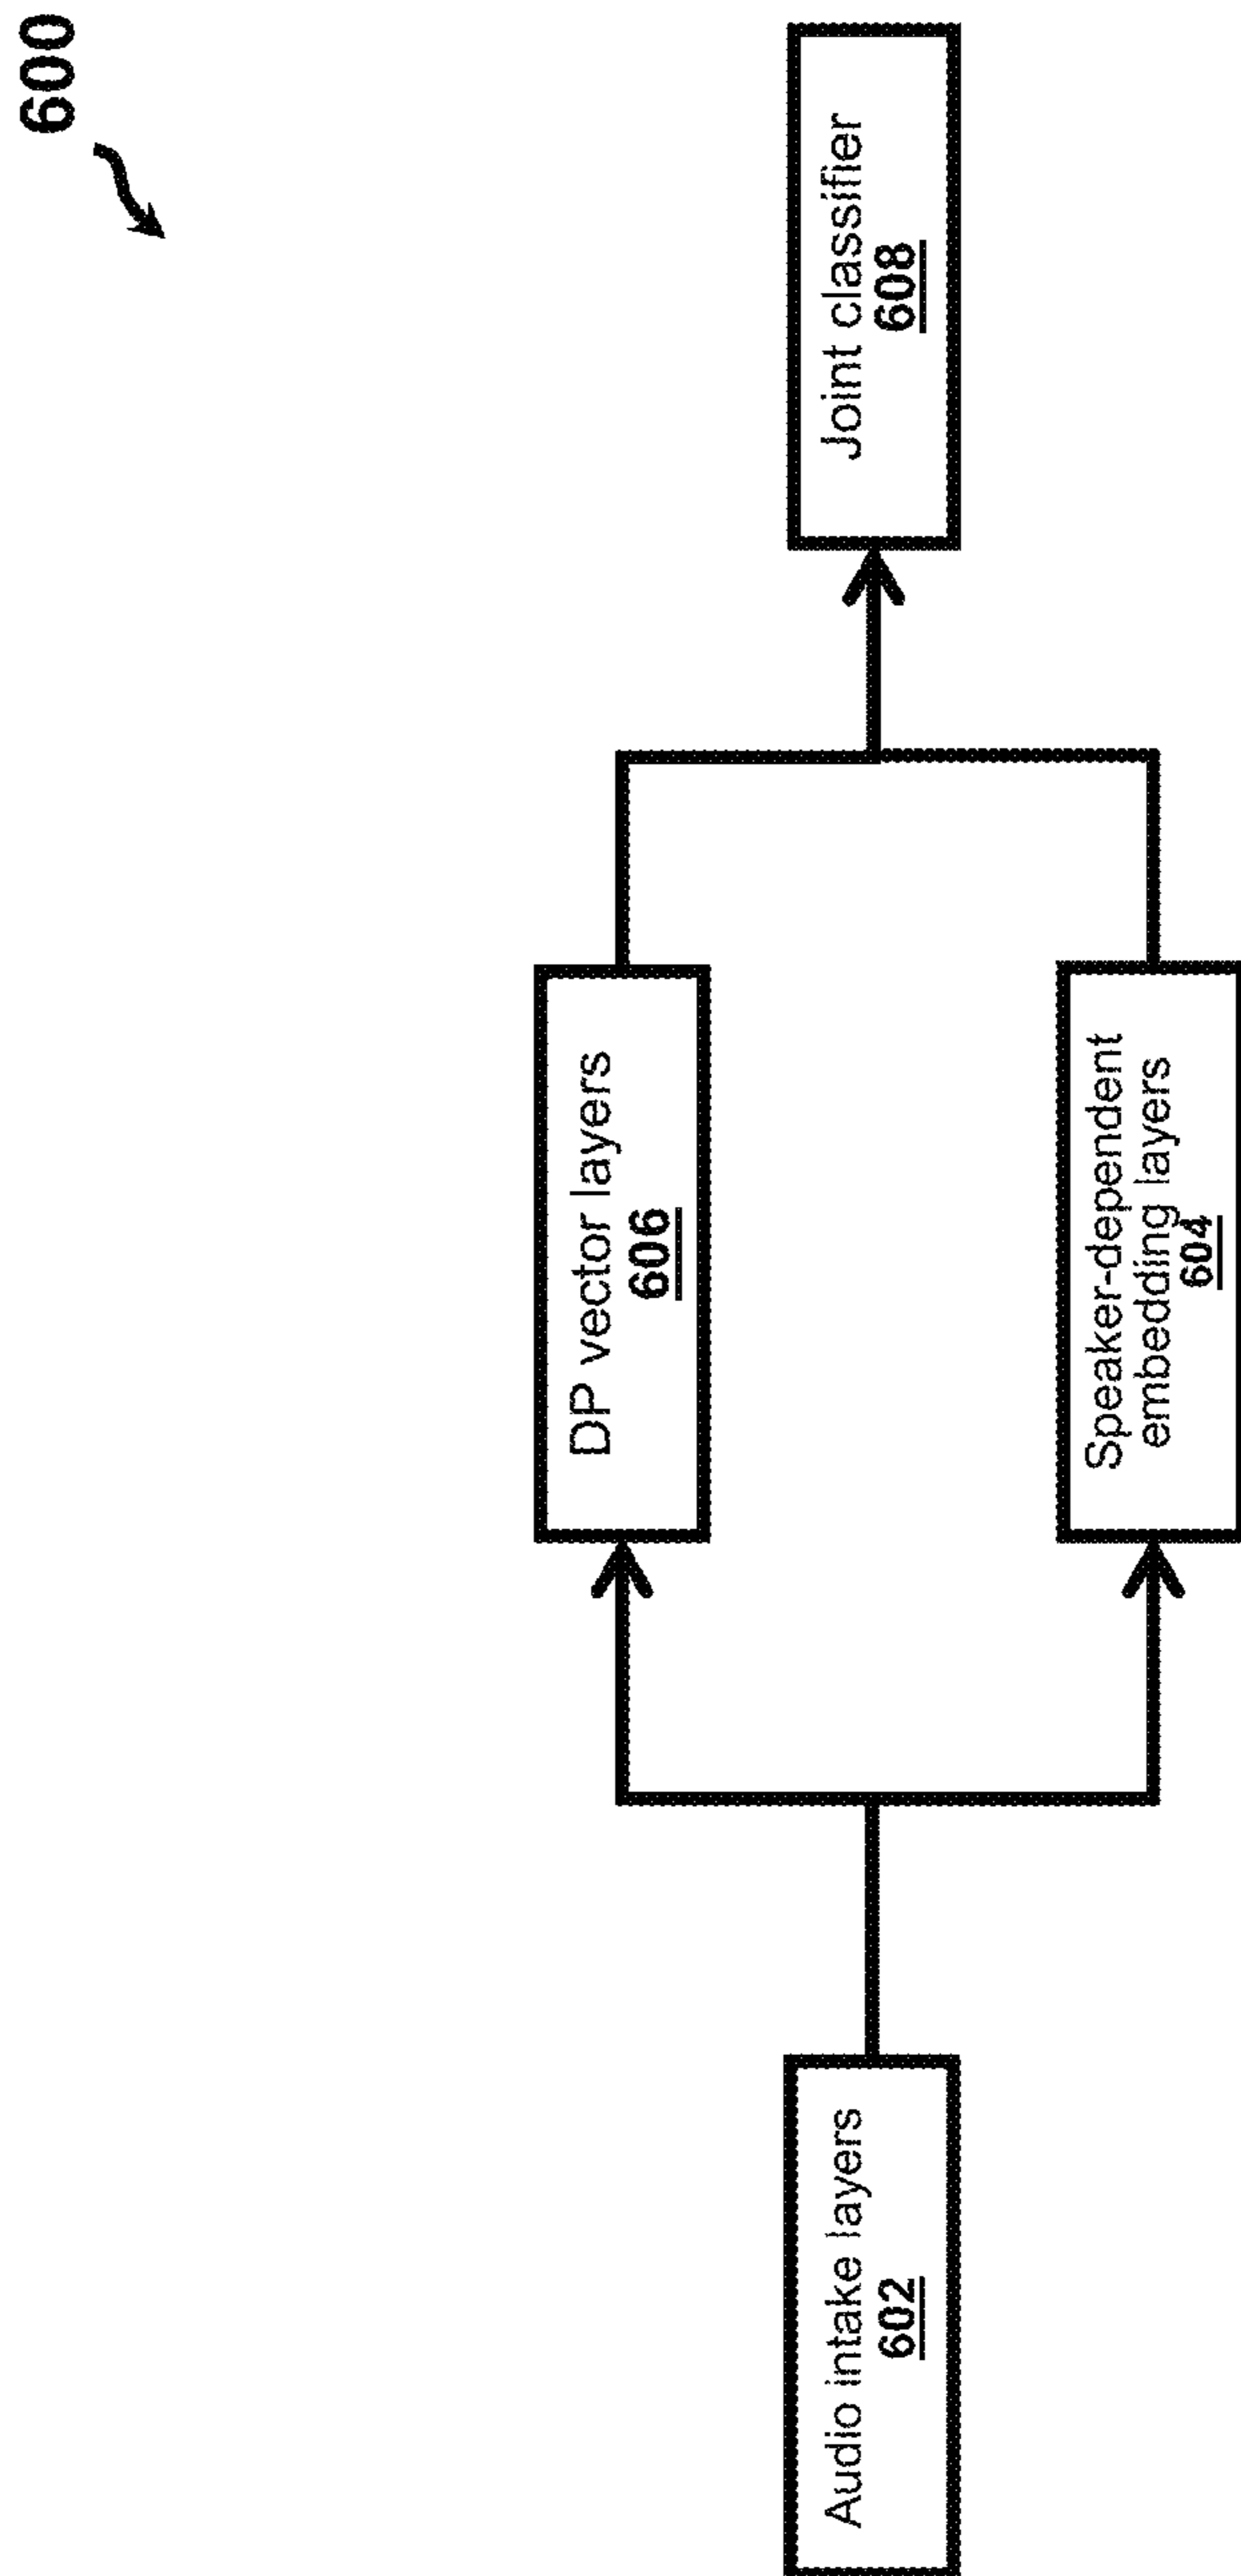 600
Audio intake layers
602
DP vector layers
606
Speaker-dependent
embedding layers
604
Joint classifier
608